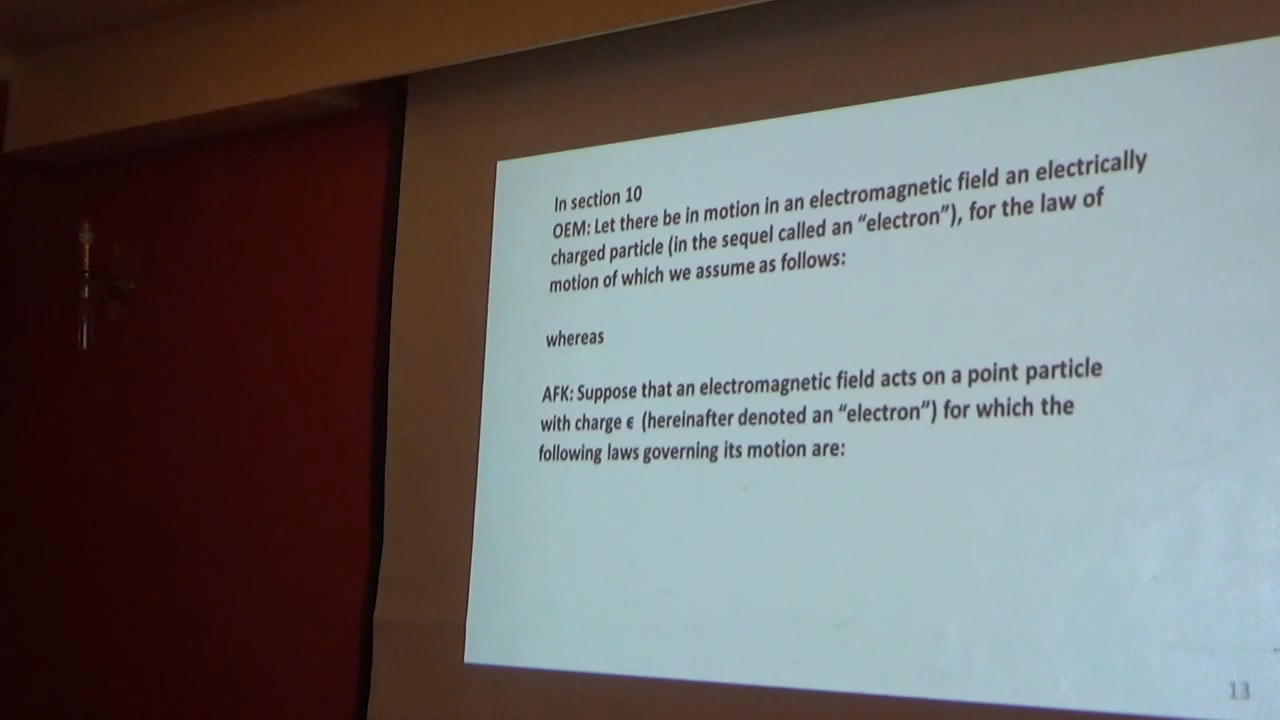 In section 10
OEM: Let there be in motion in an electromagnetic field an electrically
charged particle (in the sequel called an “electron”), for the law of
motion of which we assume as follows:
whereas
AFK: Suppose that an electromagnetic field acts on a point particle
with charge ϵ (hereinafter denoted an “electron”) for which the
following laws governing its motion are:
13